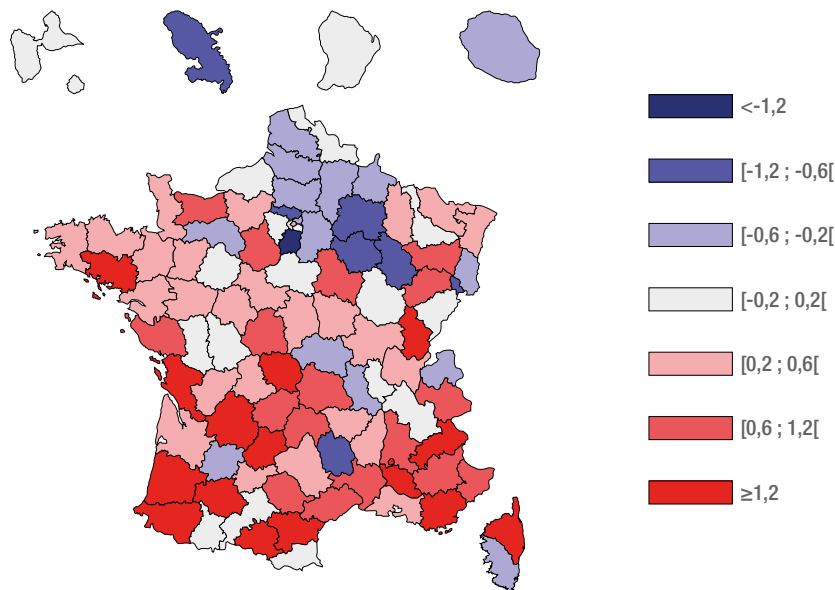 <-1,2
[-1,2 ; -0,6[
[-0,6 ; -0,2[
[-0,2 ; 0,2[
[0,2 ; 0,6[
[0,6 ; 1,2[
≥1,2